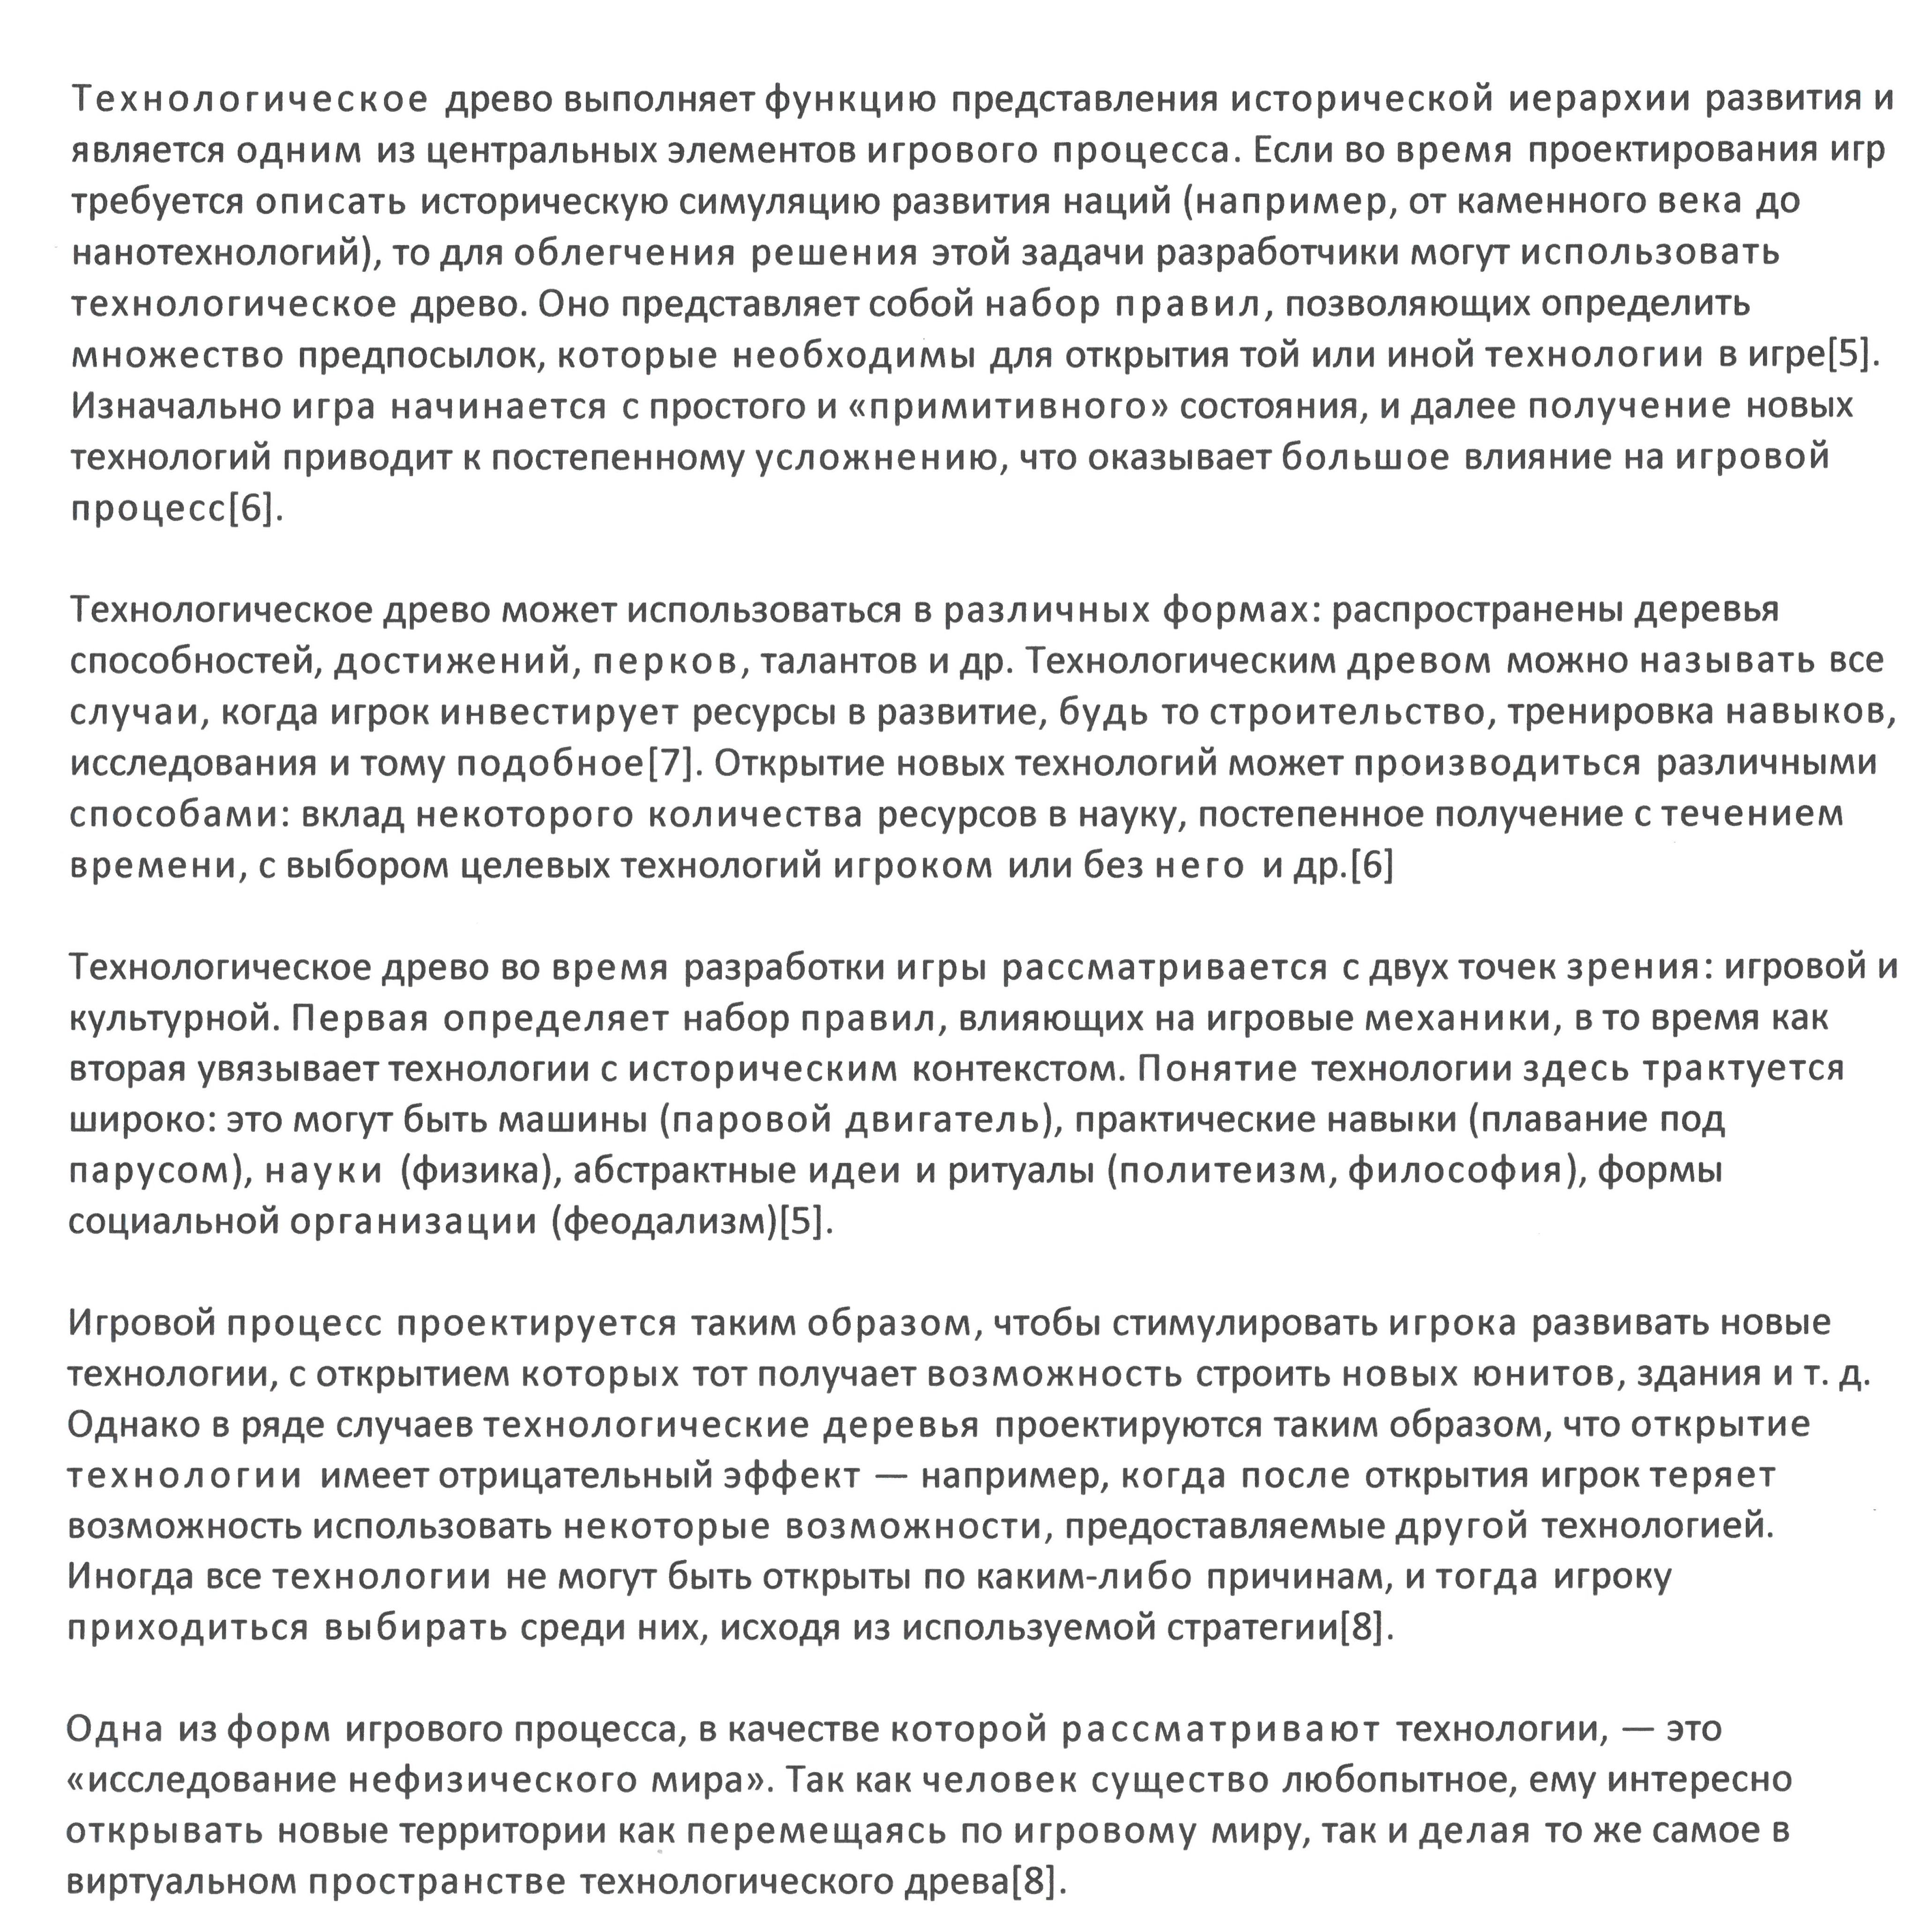 Технологическое древо выполняет функцию представления исторической иерархии развития и
является одним из центральных элементов игрового процесса. Если во время проектирования игр
требуется описать историческую симуляцию развития наций (например, от каменного века до
нанотехнологий), то для облегчения решения этой задачи разработчики могут использовать
технологическое древо. Оно представляет собой набор правил, позволяющих определить
множество предпосылок, которые необходимы для открытия той или иной технологии в игре[5].
Изначально игра начинается с простого и «примитивного» состояния, и далее получение новых
технологий приводит к постепенному усложнению, что оказывает большое влияние на игровой
процесс[6].

Технологическое древо может использоваться в различных формах: распространены деревья
способностей, достижений, перков, талантов и др. Технологическим древом можно называть все
случаи, когда игрок инвестирует ресурсы в развитие, будь то строительство, тренировка навыков,
исследования и тому подобное[7]. Открытие новых технологий может производиться различными
способами: вклад некоторого количества ресурсов в науку, постепенное получение с течением
времени, с выбором целевых технологий игроком или без него и др.[6]

Технологическое древо во время разработки игры рассматривается с двух точек зрения: игровой и
культурной. Первая определяет набор правил, влияющих на игровые механики, в то время как
вторая увязывает технологии с историческим контекстом. Понятие технологии здесь трактуется
широко: это могут быть машины (паровой двигатель), практические навыки (плавание под
парусом), науки (физика), абстрактные идеи и ритуалы (политеизм, философия), формы
социальной организации (феодализм)[5].

Игровой процесс проектируется таким образом, чтобы стимулировать игрока развивать новые
технологии, с открытием которых тот получает возможность строить новых юнитов, здания и т. д.
Однако в ряде случаев технологические деревья проектируются таким образом, что открытие
технологии имеет отрицательный эффект — например, когда после открытия игрок теряет
возможность использовать некоторые возможности, предоставляемые другой технологией.
Иногда все технологии не могут быть открыты по каким-либо причинам, и тогда игроку
приходиться выбирать среди них, исходя из используемой стратегии[8].

Одна из форм игрового процесса, в качестве которой рассматривают технологии, — это
«исследование нефизического мира». Так как человек существо любопытное, ему интересно
открывать новые территории как перемещаясь по игровому миру, так и делая то же самое в
виртуальном пространстве технологического древа[8].